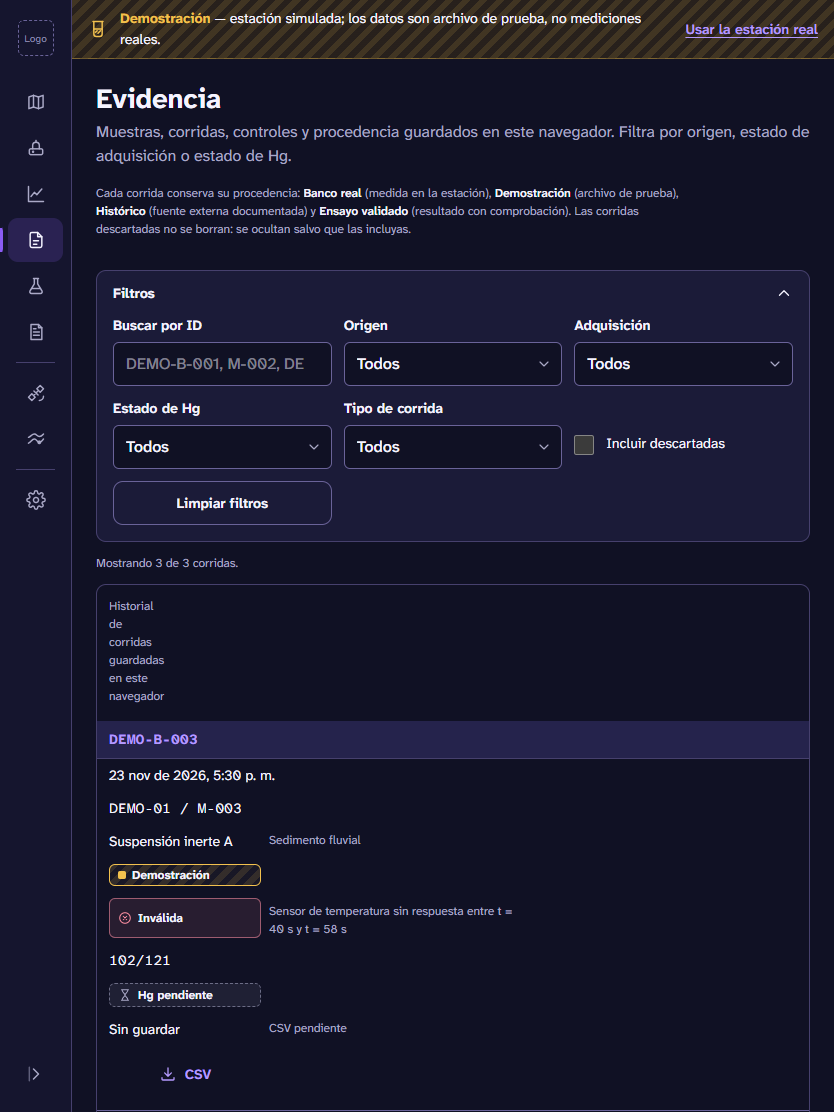 Logo
Demostración — estación simulada; los datos son archivo de prueba, no mediciones
reales.
Usar la estación real
Evidencia
Muestras, corridas, controles y procedencia guardados en este navegador. Filtra por origen, estado de
adquisición o estado de Hg.
Cada corrida conserva su procedencia: Banco real (medida en la estación), Demostración (archivo de prueba),
Histórico (fuente externa documentada) y Ensayo validado (resultado con comprobación). Las corridas
descartadas no se borran: se ocultan salvo que las incluyas.
Filtros
Buscar por ID
Origen
Adquisición
DEMO-B-001, M-002, DE
Todos
Todos
Estado de Hg
Tipo de corrida
Todos
Todos
Incluir descartadas
Limpiar filtros
Mostrando 3 de 3 corridas.
Historial
de
corridas
guardadas
en este
navegador
DEMO-B-003
23 nov de 2026, 5:30 p. m.
DEMO-01 / M-003
Suspensión inerte A
Sedimento fluvial
Demostración
Inválida
Sensor de temperatura sin respuesta entre t =
40 s y t = 58 s
102/121
Hg pendiente
Sin guardar
CSV pendiente
CSV